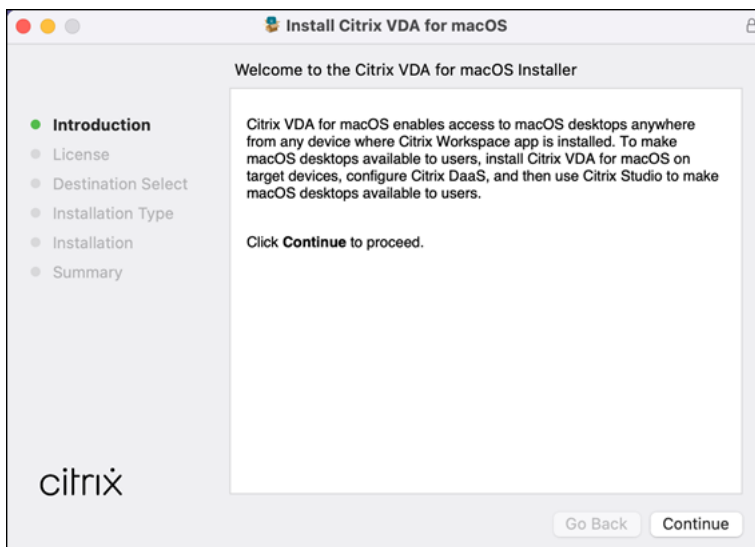 Install Citrix VDA for macOS
Welcome to the Citrix VDA for macOS Installer
Introduction
License
Destination Select
Installation Type
Installation
Summary
Citrix VDA for macOS enables access to macOS desktops anywhere
from any device where Citrix Workspace app is installed. To make
macOS desktops available to users, install Citrix VDA for macOS on
target devices, configure Citrix DaaS, and then use Citrix Studio to make
macOS desktops available to users.
Click Continue to proceed.
citrix
Go Back
Continue